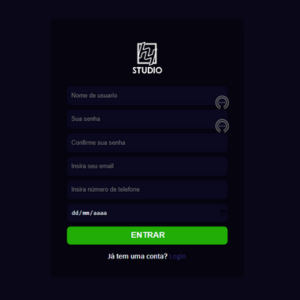 STUDIO
Nome de usuario
Sua senha
Confirme sua senha
Insira seu email
Insira número de telefone
dd/mm/aaaa
ENTRAR
Já tem uma conta? Login